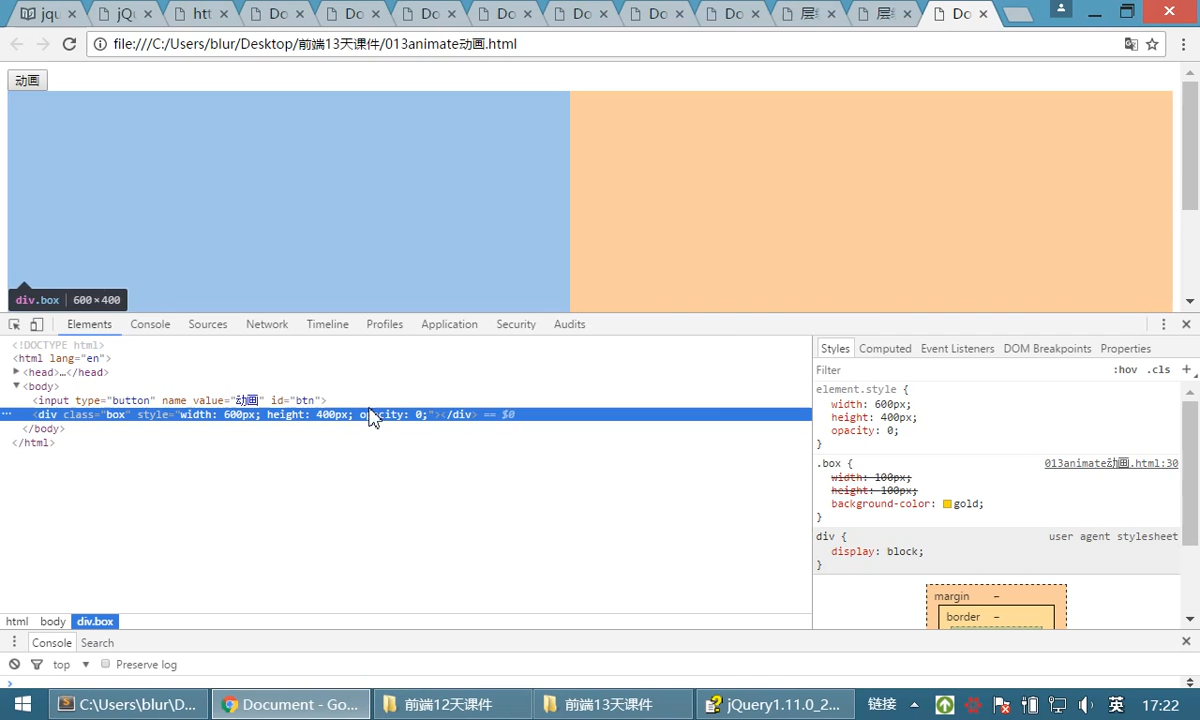 jqu
jQ
htt
Do
Do
Do
Do
Do
Do
Do
层
层
Do
file:///C:/Users/blur/Desktop/前端13天课件/013animate动画.html
动画
div.box | 600×400
Elements Console Sources Network Timeline Profiles Application Security Audits
<!DOCTYPE html>
<html lang="en">
<head>…</head>
<body>
<input type="button" name value="动画" id="btn">
<div class="box" style="width: 600px; height: 400px; opacity: 0;"></div> == $0
</body>
</html>
html body div.box
Styles Computed Event Listeners DOM Breakpoints Properties
Filter :hov .cls +
element.style {
width: 600px;
height: 400px;
opacity: 0;
}
.box { 013animate动画.html:30
width: 100px;
height: 100px;
background-color: gold;
}
div { user agent stylesheet
display: block;
}
margin –
border –
Console Search
top Preserve log
C:\Users\blur\D...
Document - Go...
前端12天课件
前端13天课件
jQuery1.11.0_2...
链接
英
17:22